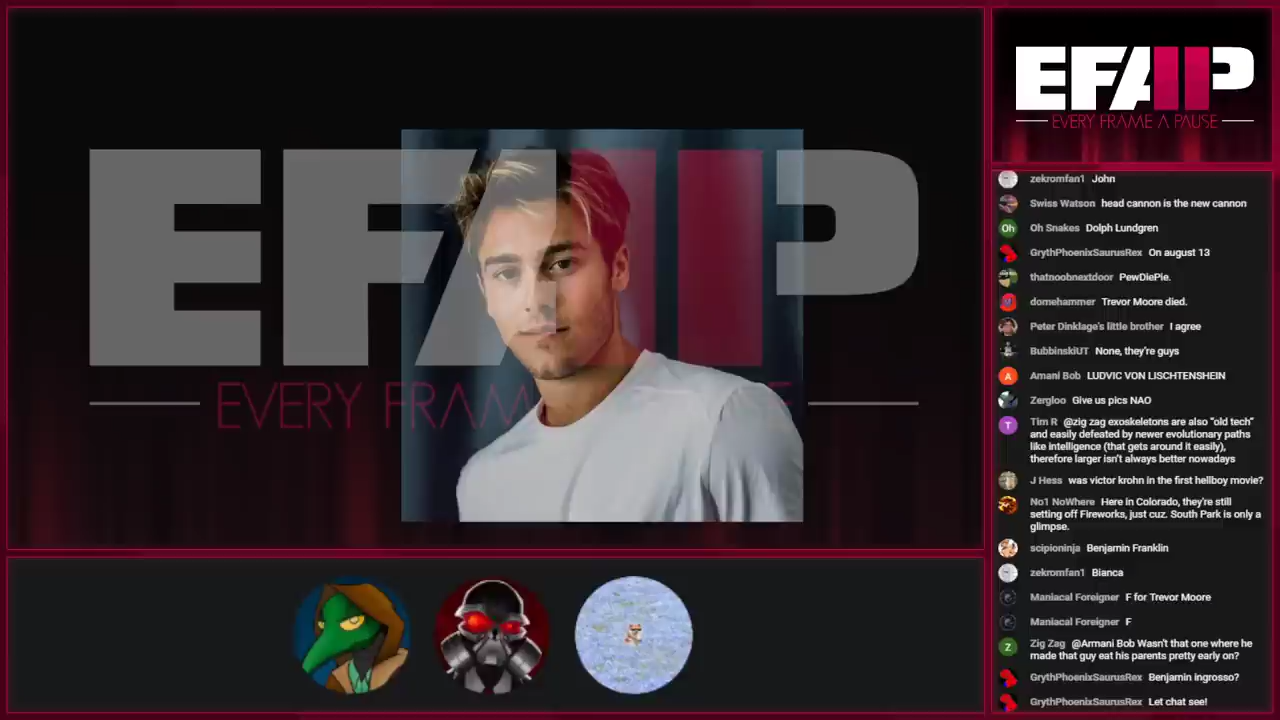 EFAP
EVERY FRAM
EFAP
EVERY FRAME A PAUSE
zekromfan1 John
Swiss Watson head cannon is the new cannon
Oh
Oh Snakes Dolph Lundgren
GrythPhoenixSaurusRex On august 13
thatnoobnextdoor PewDiePie.
domehammer Trevor Moore died.
Peter Dinklage's little brother I agree
BubbinskiUT None, they're guys
A
Amani Bob LUDVIC VON LISCHTENSHEIN
Zergloo Give us pics NAO
T
Tim R @zig zag exoskeletons are also "old tech"
and easily defeated by newer evolutionary paths
like intelligence (that gets around it easily),
therefore larger isn't always better nowadays
J Hess was victor krohn in the first hellboy movie?
No1 NoWhere Here in Colorado, they're still
setting off Fireworks, just cuz. South Park is only a
glimpse.
scipioninja Benjamin Franklin
zekromfan1 Bianca
Maniacal Foreigner F for Trevor Moore
Maniacal Foreigner F
Z
Zig Zag @Armani Bob Wasn't that one where he
made that guy eat his parents pretty early on?
GrythPhoenixSaurusRex Benjamin ingrosso?
GrythPhoenixSaurusRex Let chat see!